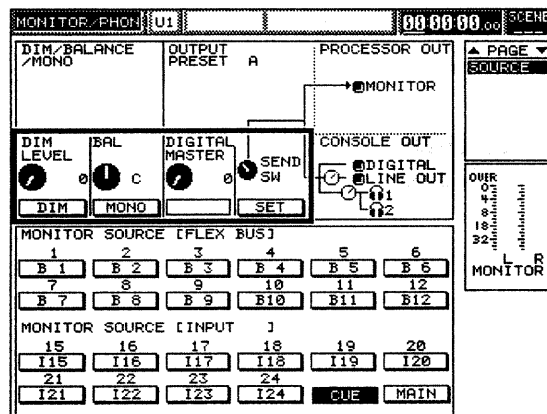 MONITOR/PHON U1 00:00:00.00 SCENE
DIM/BALANCE
/MONO
OUTPUT
PRESET A
PROCESSOR OUT
MONITOR
▲ PAGE ▼
SOURCE
DIM
LEVEL
0
BAL
C
DIGITAL
MASTER
0
SEND
SW
DIM MONO SET
CONSOLE OUT
DIGITAL
LINE OUT
1
2
OVER
0
4
8
18
32
L R
MONITOR
MONITOR SOURCE [FLEX BUS]
1 2 3 4 5 6
B 1 B 2 B 3 B 4 B 5 B 6
7 8 9 10 11 12
B 7 B 8 B 9 B10 B11 B12
MONITOR SOURCE [INPUT ]
15 16 17 18 19 20
I15 I16 I17 I18 I19 I20
21 22 23 24
I21 I22 I23 I24 CUE MAIN